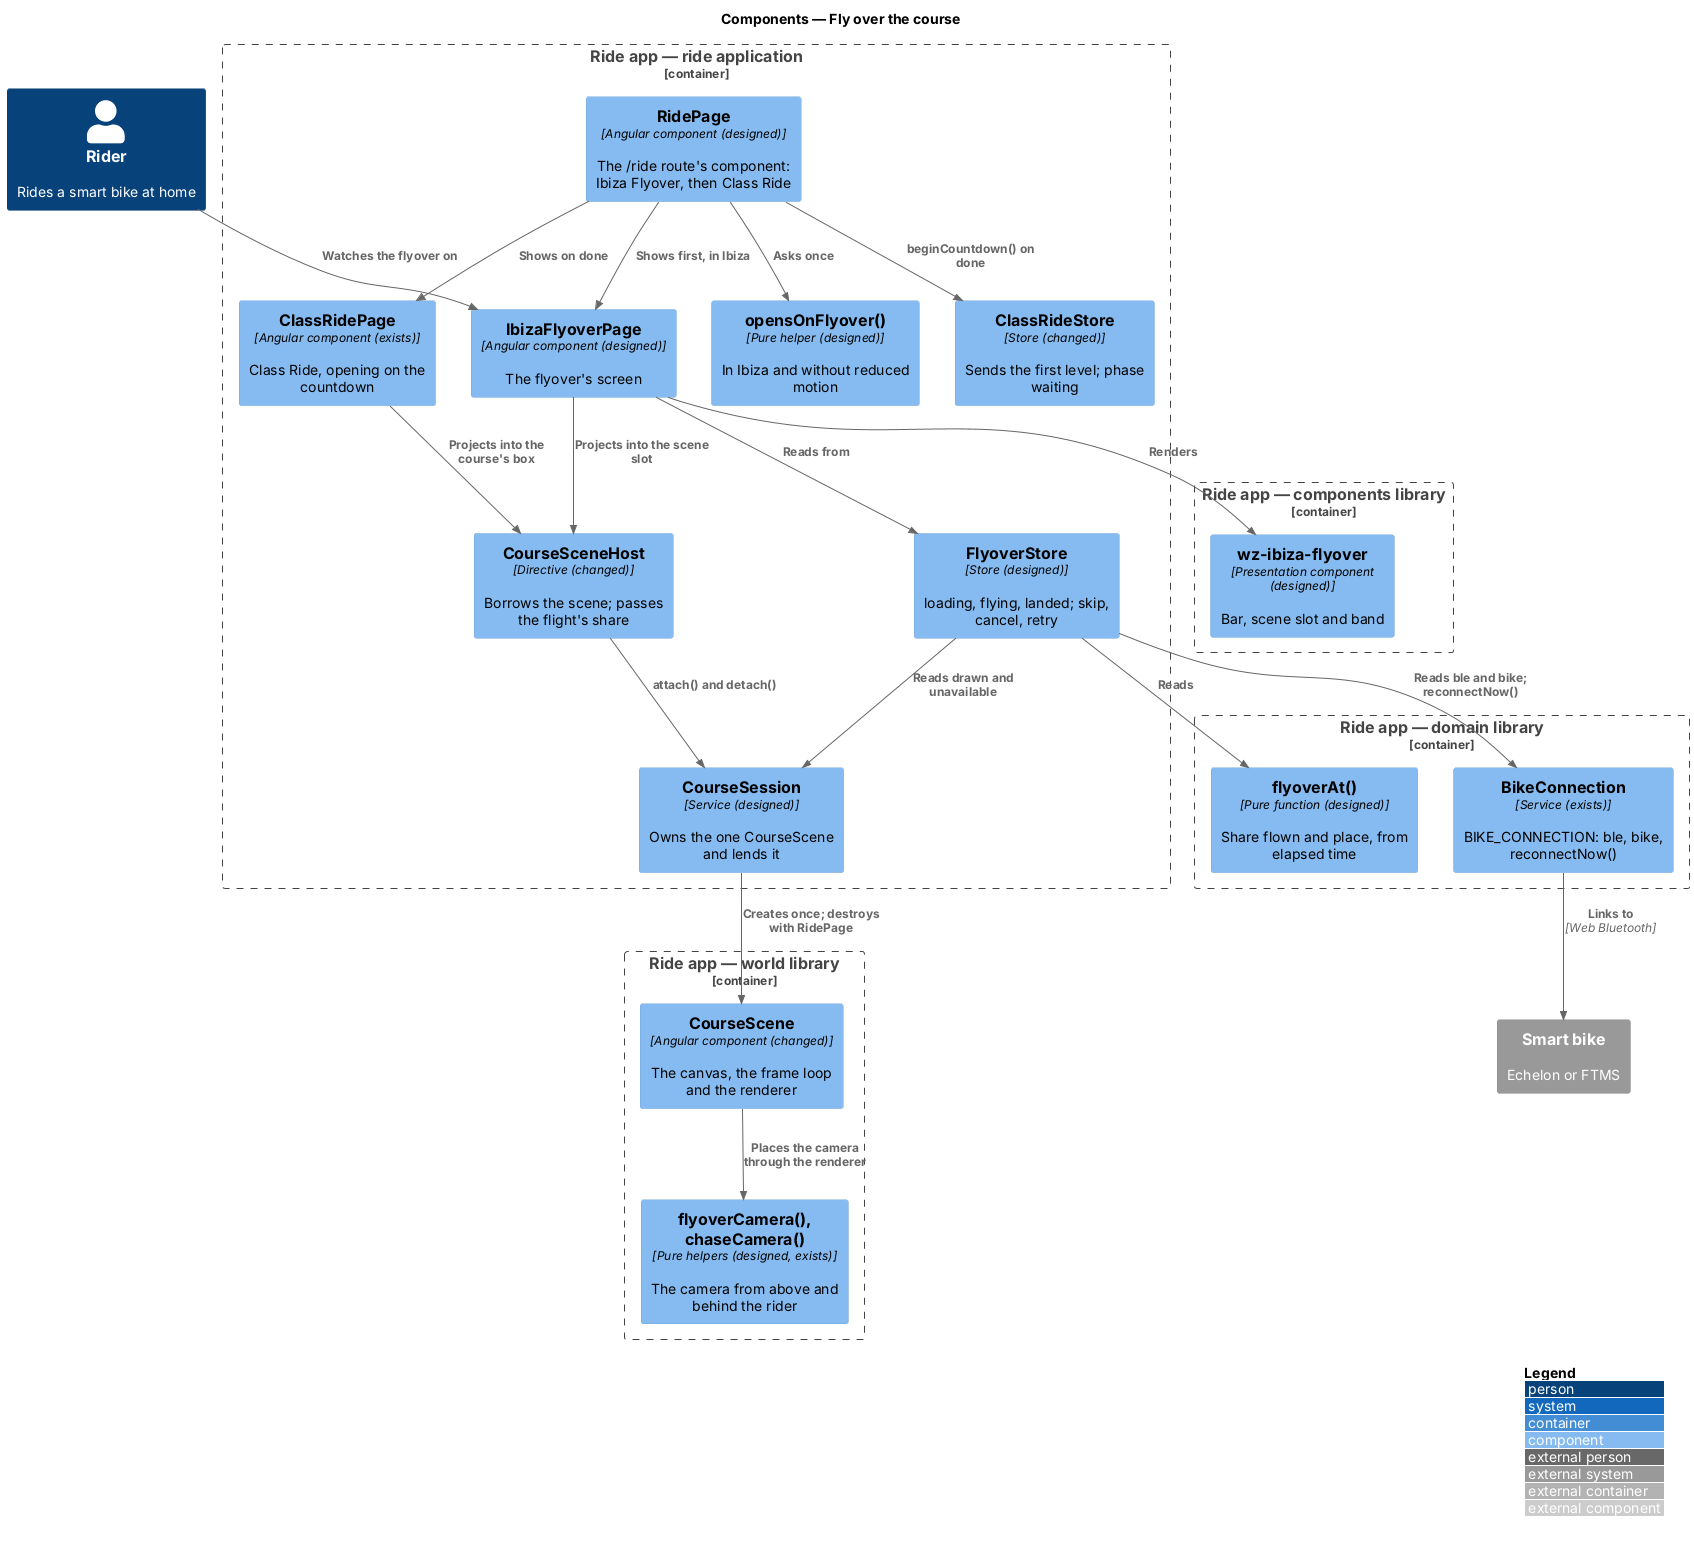 Components — Fly over the course
Ride app — ride application
[container]
Rider
Rides a smart bike at home
RidePage
[Angular component (designed)]
The /ride route's component:
Ibiza Flyover, then Class Ride
Watches the flyover on
Shows on done
Shows first, in Ibiza
Asks once
beginCountdown() on
done
ClassRidePage
[Angular component (exists)]
Class Ride, opening on the
countdown
IbizaFlyoverPage
[Angular component (designed)]
The flyover's screen
opensOnFlyover()
[Pure helper (designed)]
In Ibiza and without reduced
motion
ClassRideStore
[Store (changed)]
Sends the first level; phase
waiting
Projects into the
course's box
Projects into the scene
slot
Reads from
Renders
Ride app — components library
[container]
wz-ibiza-flyover
[Presentation component
(designed)]
Bar, scene slot and band
CourseSceneHost
[Directive (changed)]
Borrows the scene; passes
the flight's share
FlyoverStore
[Store (designed)]
loading, flying, landed; skip,
cancel, retry
attach() and detach()
Reads drawn and
unavailable
Reads
Reads ble and bike;
reconnectNow()
Ride app — domain library
[container]
CourseSession
[Service (designed)]
Owns the one CourseScene
and lends it
flyoverAt()
[Pure function (designed)]
Share flown and place, from
elapsed time
BikeConnection
[Service (exists)]
BIKE_CONNECTION: ble, bike,
reconnectNow()
Creates once; destroys
with RidePage
Links to
[Web Bluetooth]
Ride app — world library
[container]
CourseScene
[Angular component (changed)]
The canvas, the frame loop
and the renderer
Smart bike
Echelon or FTMS
Places the camera
through the renderer
flyoverCamera(),
chaseCamera()
[Pure helpers (designed, exists)]
The camera from above and
behind the rider
Legend
person
system
container
component
external person
external system
external container
external component